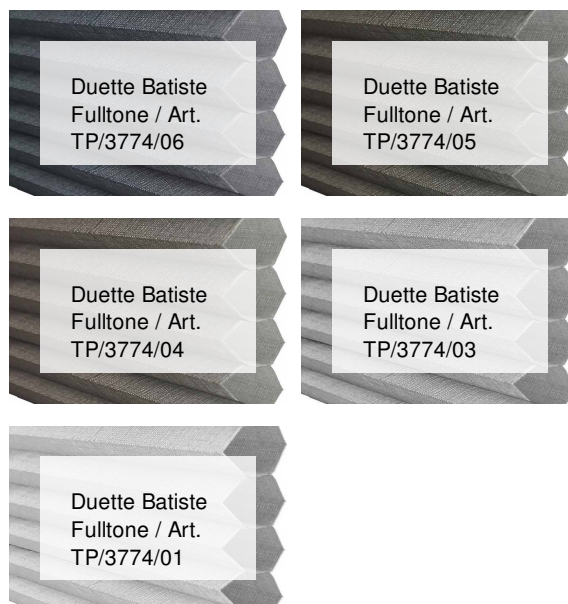 Duette Batiste
Fulltone / Art.
TP/3774/06
Duette Batiste
Fulltone / Art.
TP/3774/05
Duette Batiste
Fulltone / Art.
TP/3774/04
Duette Batiste
Fulltone / Art.
TP/3774/03
Duette Batiste
Fulltone / Art.
TP/3774/01